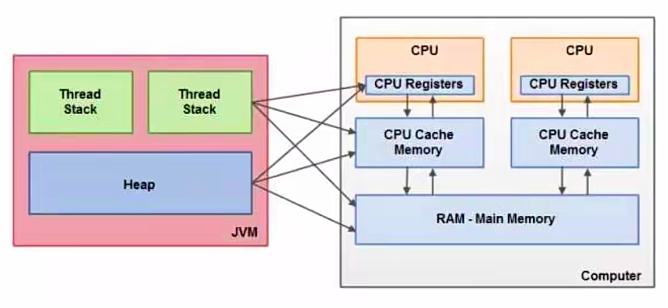 Thread
Stack
Thread
Stack
Heap
JVM
CPU
CPU Registers
CPU Cache
Memory
CPU
CPU Registers
CPU Cache
Memory
RAM - Main Memory
Computer